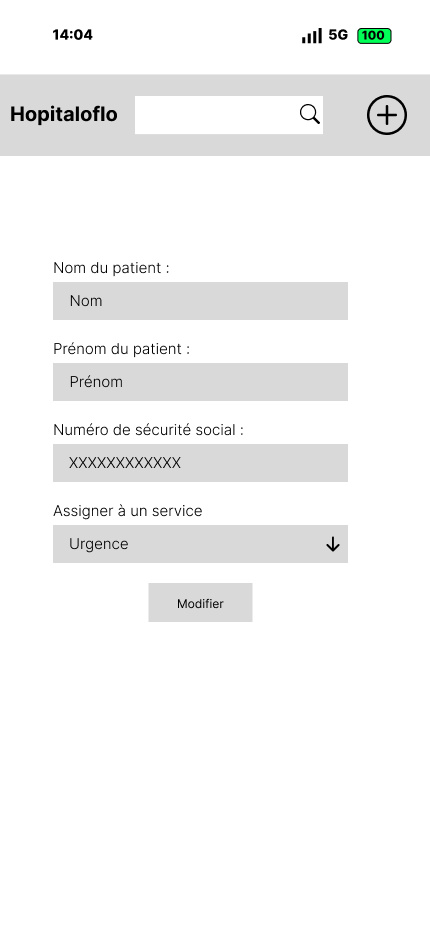 14:04 5G 100
Hopitaloflo
Nom du patient :
Nom
Prénom du patient :
Prénom
Numéro de sécurité social :
XXXXXXXXXXXX
Assigner à un service
Urgence
Modifier